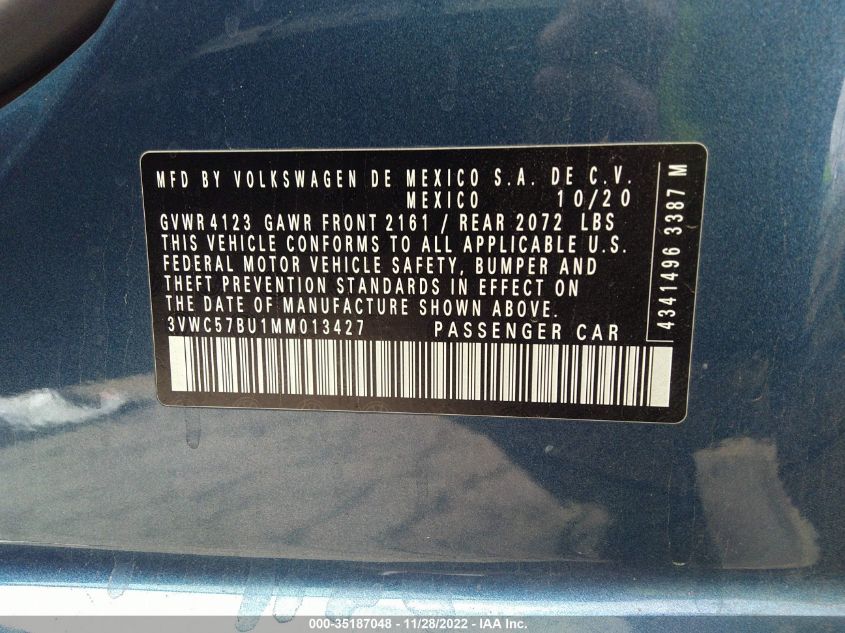 MFD BY VOLKSWAGEN DE MEXICO S.A. DE C.V.
MEXICO 10/20
GVWR 4123 GAWR FRONT 2161 / REAR 2072 LBS
THIS VEHICLE CONFORMS TO ALL APPLICABLE U.S.
FEDERAL MOTOR VEHICLE SAFETY, BUMPER AND
THEFT PREVENTION STANDARDS IN EFFECT ON
THE DATE OF MANUFACTURE SHOWN ABOVE.
3VWC57BU1MM013427 PASSENGER CAR
4341496 3387 M
000-35187048 - 11/28/2022 - IAA Inc.